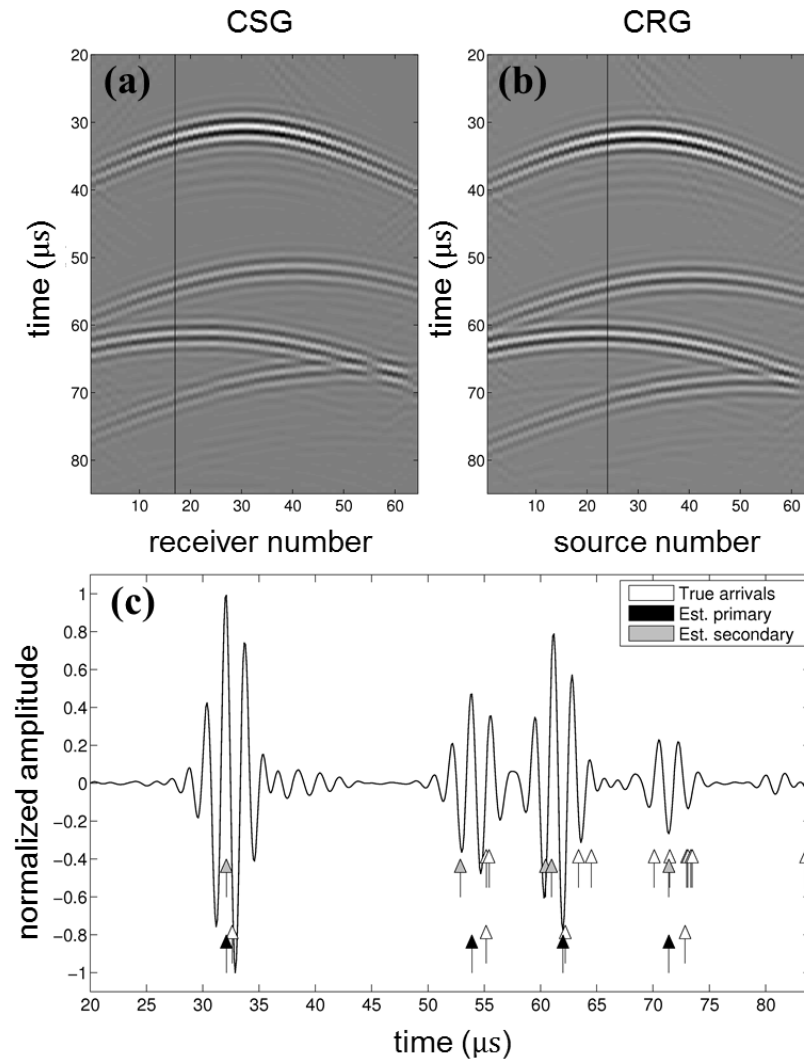 CSG CRG
(a) (b)
20 20
30 30
40 40
50 50
60 60
70 70
80 80
time (μs) time (μs)
10 20 30 40 50 60 10 20 30 40 50 60
receiver number source number
(c)
True arrivals
Est. primary
Est. secondary
1
0.8
0.6
0.4
0.2
0
-0.2
-0.4
-0.6
-0.8
-1
normalized amplitude
20 25 30 35 40 45 50 55 60 65 70 75 80
time (μs)